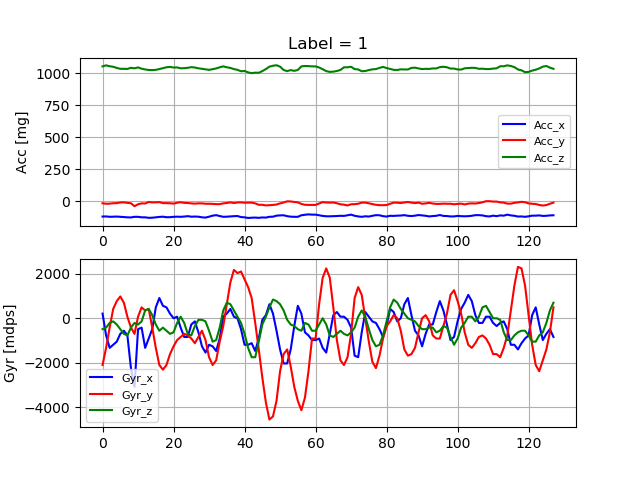 Label = 1
1000
750
500
250
0
Acc [mg]
Acc_x
Acc_y
Acc_z
0 20 40 60 80 100 120
2000
0
−2000
−4000
Gyr [mdps]
Gyr_x
Gyr_y
Gyr_z
0 20 40 60 80 100 120